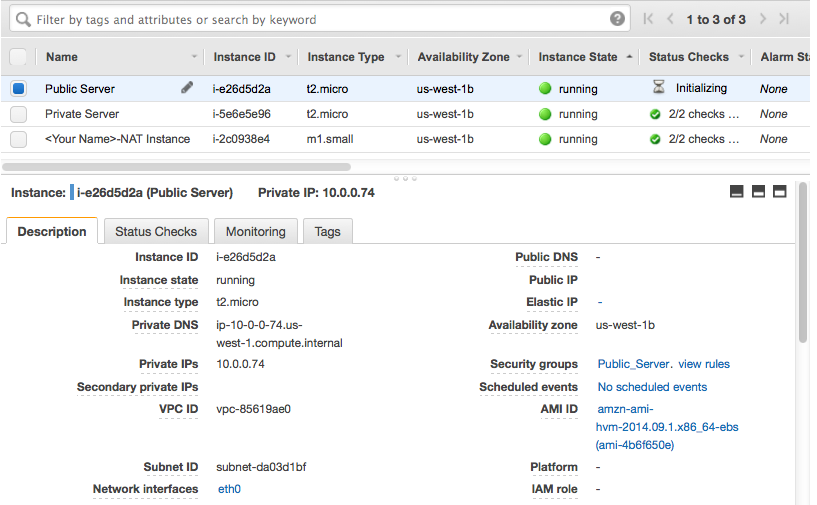 Filter by tags and attributes or search by keyword ? 1 to 3 of 3
Name Instance ID Instance Type Availability Zone Instance State Status Checks Alarm Sta
Public Server i-e26d5d2a t2.micro us-west-1b running Initializing None
Private Server i-5e6e5e96 t2.micro us-west-1b running 2/2 checks ... None
<Your Name>-NAT Instance i-2c0938e4 m1.small us-west-1b running 2/2 checks ... None
Instance: i-e26d5d2a (Public Server) Private IP: 10.0.0.74
Description Status Checks Monitoring Tags
Instance ID i-e26d5d2a Public DNS -
Instance state running Public IP
Instance type t2.micro Elastic IP -
Private DNS ip-10-0-0-74.us- Availability zone us-west-1b
west-1.compute.internal
Private IPs 10.0.0.74 Security groups Public_Server. view rules
Secondary private IPs Scheduled events No scheduled events
VPC ID vpc-85619ae0 AMI ID amzn-ami-
hvm-2014.09.1.x86_64-ebs
(ami-4b6f650e)
Subnet ID subnet-da03d1bf Platform -
Network interfaces eth0 IAM role -